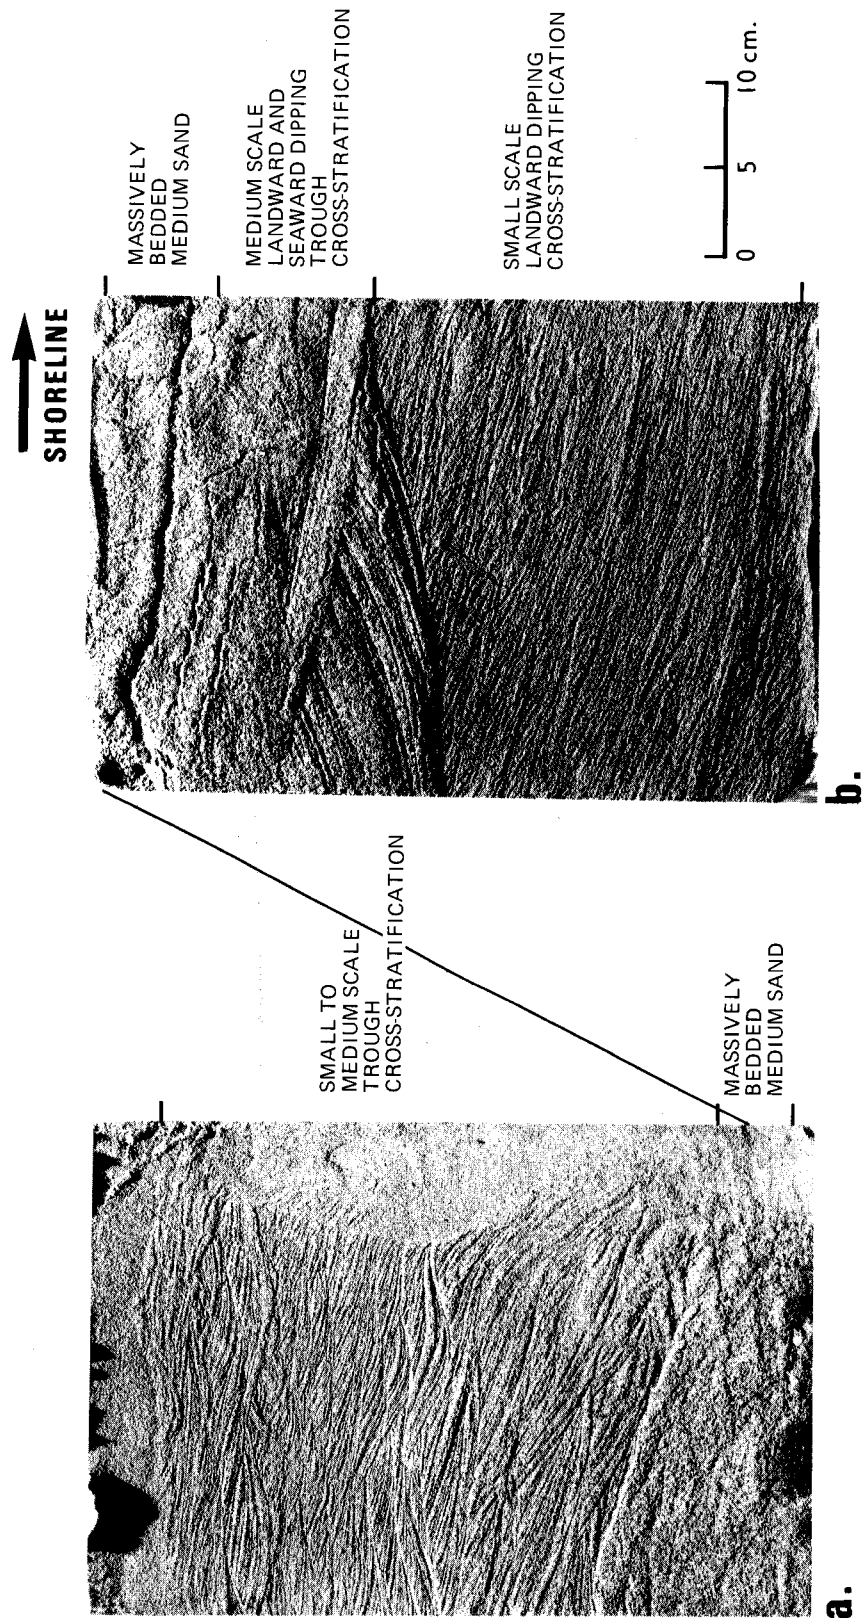 SHORELINE
MASSIVELY
BEDDED
MEDIUM SAND
MEDIUM SCALE
LANDWARD AND
SEAWARD DIPPING
TROUGH
CROSS-STRATIFICATION
SMALL SCALE
LANDWARD DIPPING
CROSS-STRATIFICATION
0 5 10 cm.
b.
SMALL TO
MEDIUM SCALE
TROUGH
CROSS-STRATIFICATION
MASSIVELY
BEDDED
MEDIUM SAND
a.